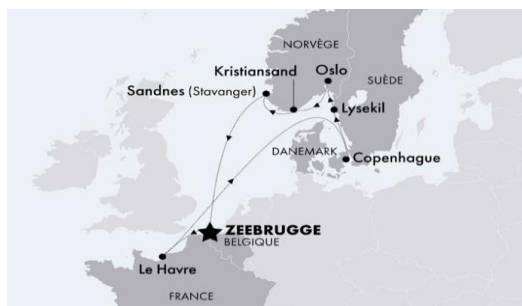 NORVÈGE
Kristiansand
Oslo
SUÈDE
Sandnes (Stavanger)
Lysekil
DANEMARK
Copenhague
ZEEBRUGGE
BELGIQUE
Le Havre
FRANCE